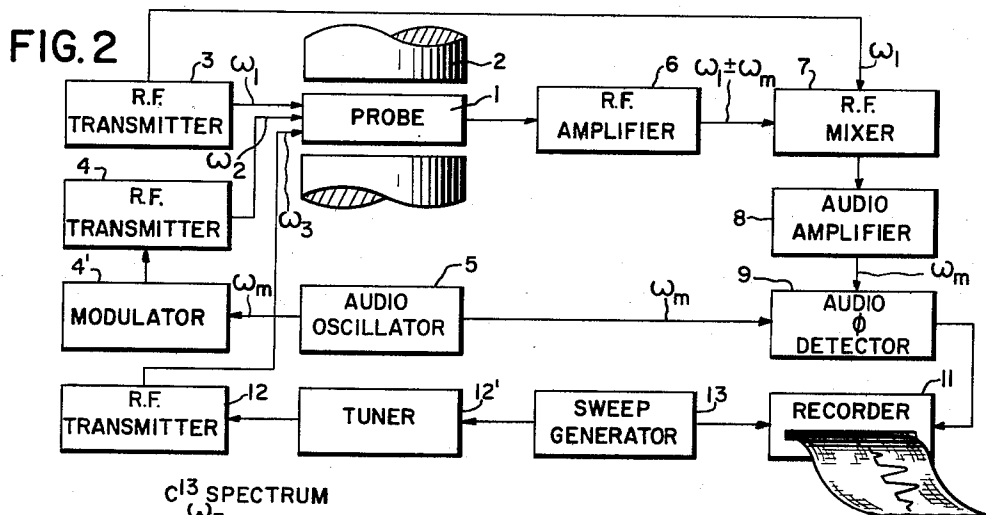 FIG. 2
3
R.F.
TRANSMITTER
ω1
2
1
PROBE
6
R.F.
AMPLIFIER
ω1 ± ωm
7
R.F.
MIXER
ω1
ω2
ω3
4
R.F.
TRANSMITTER
8
AUDIO
AMPLIFIER
ωm
4'
MODULATOR
ωm
5
AUDIO
OSCILLATOR
ωm
9
AUDIO
Φ
DETECTOR
R.F.
TRANSMITTER
12
TUNER
12'
SWEEP
GENERATOR
13
RECORDER
11
C13 SPECTRUM